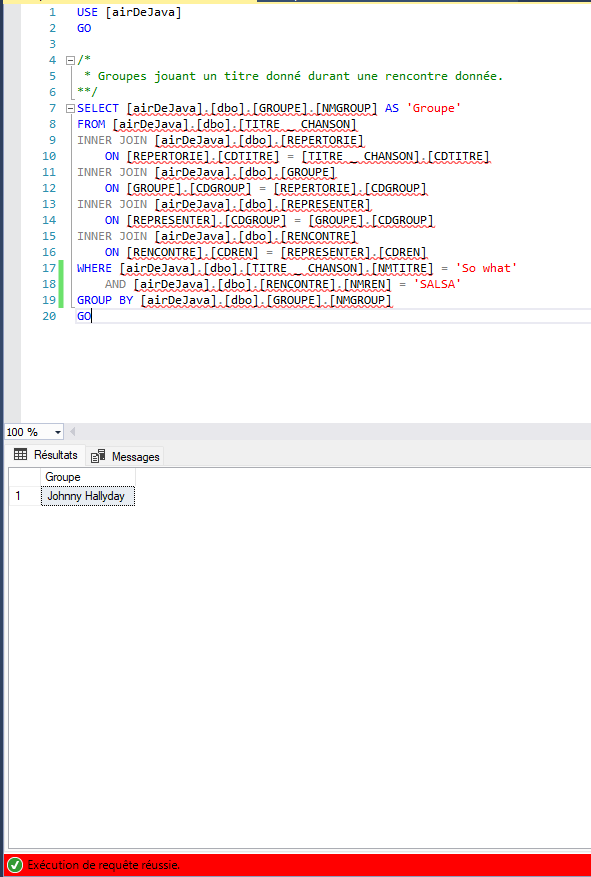 1 USE [airDeJava]
2 GO
3
4 /*
5 * Groupes jouant un titre donné durant une rencontre donnée.
6 **/
7 SELECT [airDeJava].[dbo].[GROUPE].[NMGROUP] AS 'Groupe'
8 FROM [airDeJava].[dbo].[TITRE _ CHANSON]
9 INNER JOIN [airDeJava].[dbo].[REPERTORIE]
10 ON [REPERTORIE].[CDTITRE] = [TITRE _ CHANSON].[CDTITRE]
11 INNER JOIN [airDeJava].[dbo].[GROUPE]
12 ON [GROUPE].[CDGROUP] = [REPERTORIE].[CDGROUP]
13 INNER JOIN [airDeJava].[dbo].[REPRESENTER]
14 ON [REPRESENTER].[CDGROUP] = [GROUPE].[CDGROUP]
15 INNER JOIN [airDeJava].[dbo].[RENCONTRE]
16 ON [RENCONTRE].[CDREN] = [REPRESENTER].[CDREN]
17 WHERE [airDeJava].[dbo].[TITRE _ CHANSON].[NMTITRE] = 'So what'
18 AND [airDeJava].[dbo].[RENCONTRE].[NMREN] = 'SALSA'
19 GROUP BY [airDeJava].[dbo].[GROUPE].[NMGROUP]
20 GO
100 %
Résultats Messages
Groupe
1 Johnny Hallyday
Exécution de requête réussie.